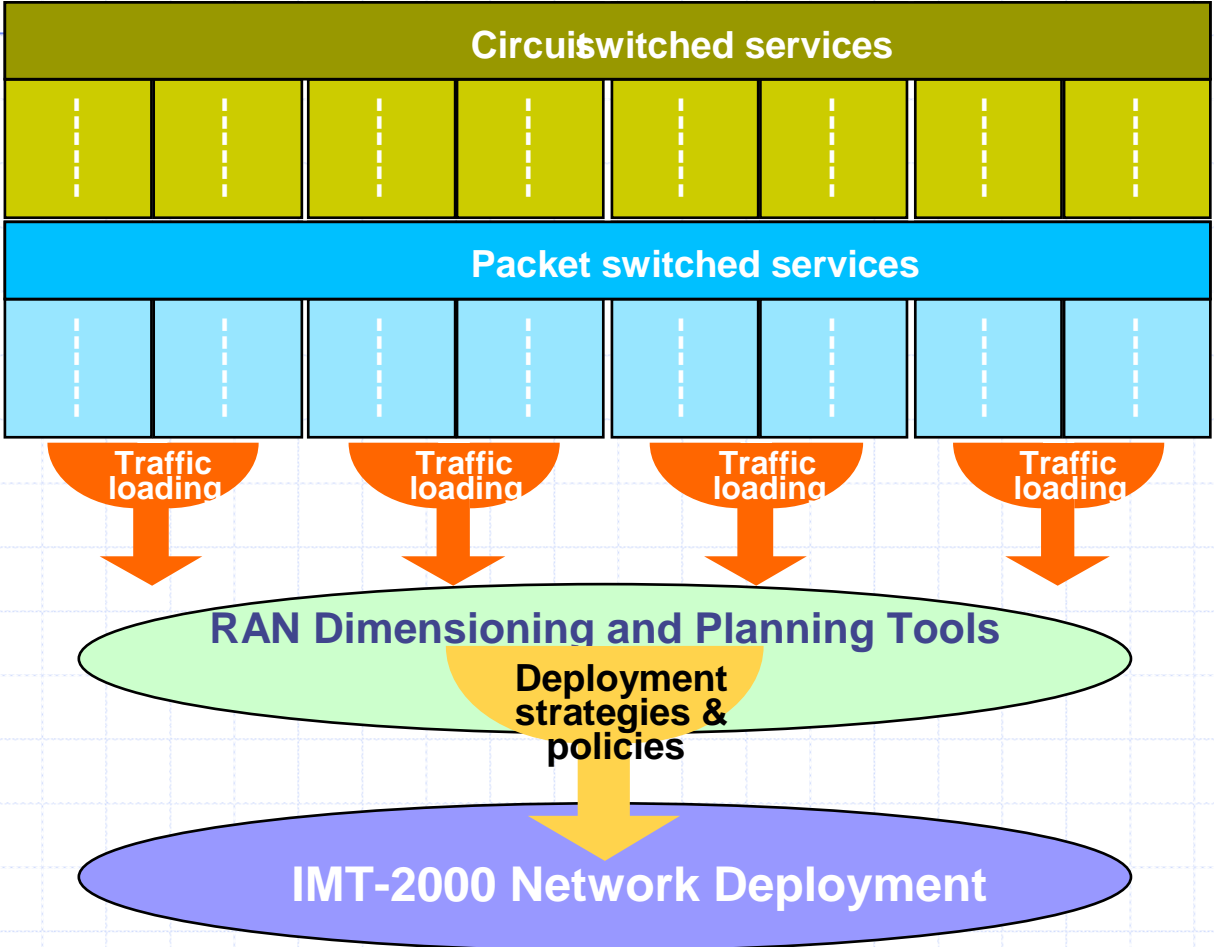 Circuitswitched services
Packet switched services
Traffic
loading
Traffic
loading
Traffic
loading
Traffic
loading
RAN Dimensioning and Planning Tools
Deployment
strategies &
policies
IMT-2000 Network Deployment